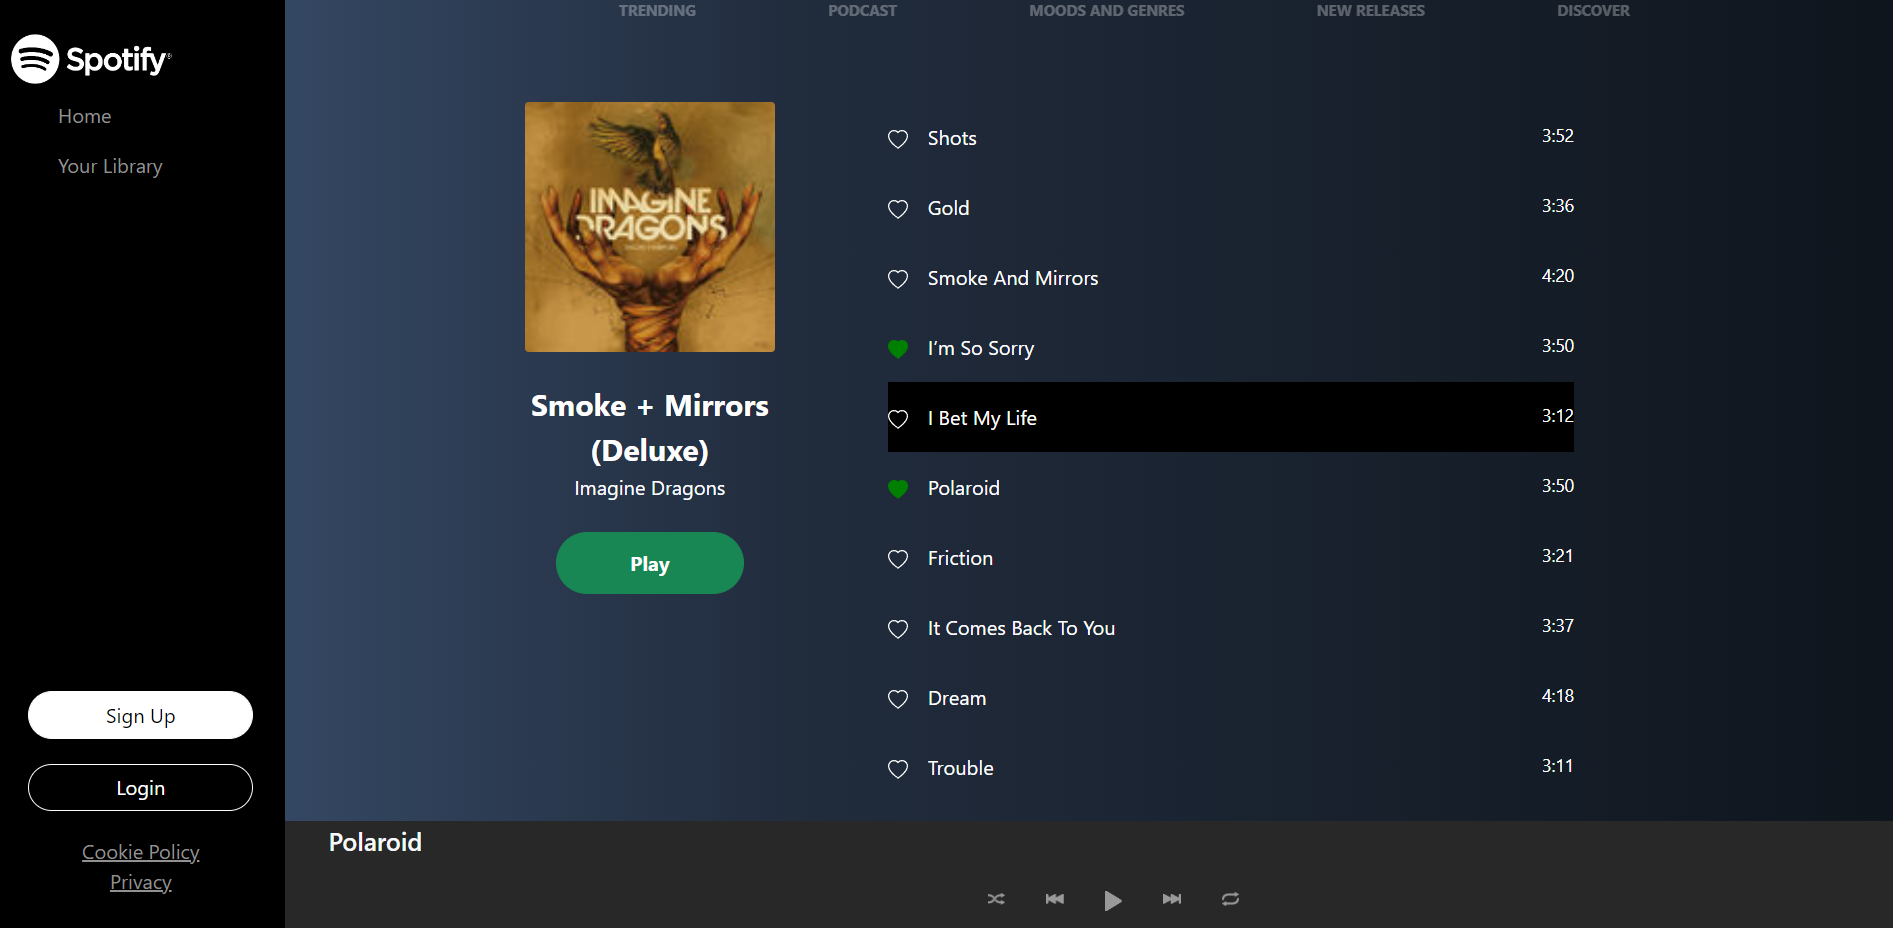 TRENDING PODCAST MOODS AND GENRES NEW RELEASES DISCOVER
Spotify®
Home
Your Library
IMAGINE
DRAGONS
Smoke + Mirrors
(Deluxe)
Imagine Dragons
Play
Shots 3:52
Gold 3:36
Smoke And Mirrors 4:20
I’m So Sorry 3:50
I Bet My Life 3:12
Polaroid 3:50
Friction 3:21
It Comes Back To You 3:37
Dream 4:18
Trouble 3:11
Sign Up
Login
Cookie Policy
Privacy
Polaroid